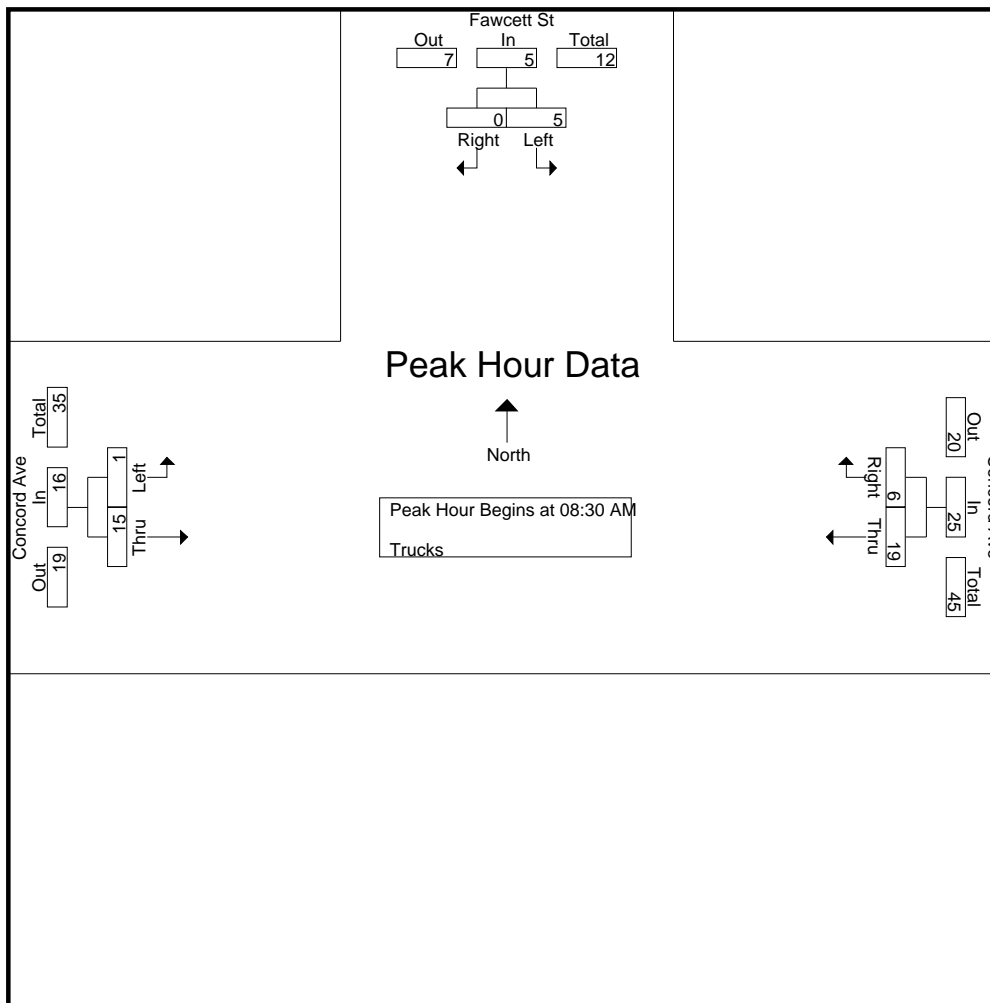 Fawcett St
Out In Total
7 5 12
0 5
Right Left
Peak Hour Data
North
Peak Hour Begins at 08:30 AM
Trucks
Concord Ave
Out In Total
19 16 35
15 1
Thru Left
Out In Total
20 25 45
6 19
Right Thru